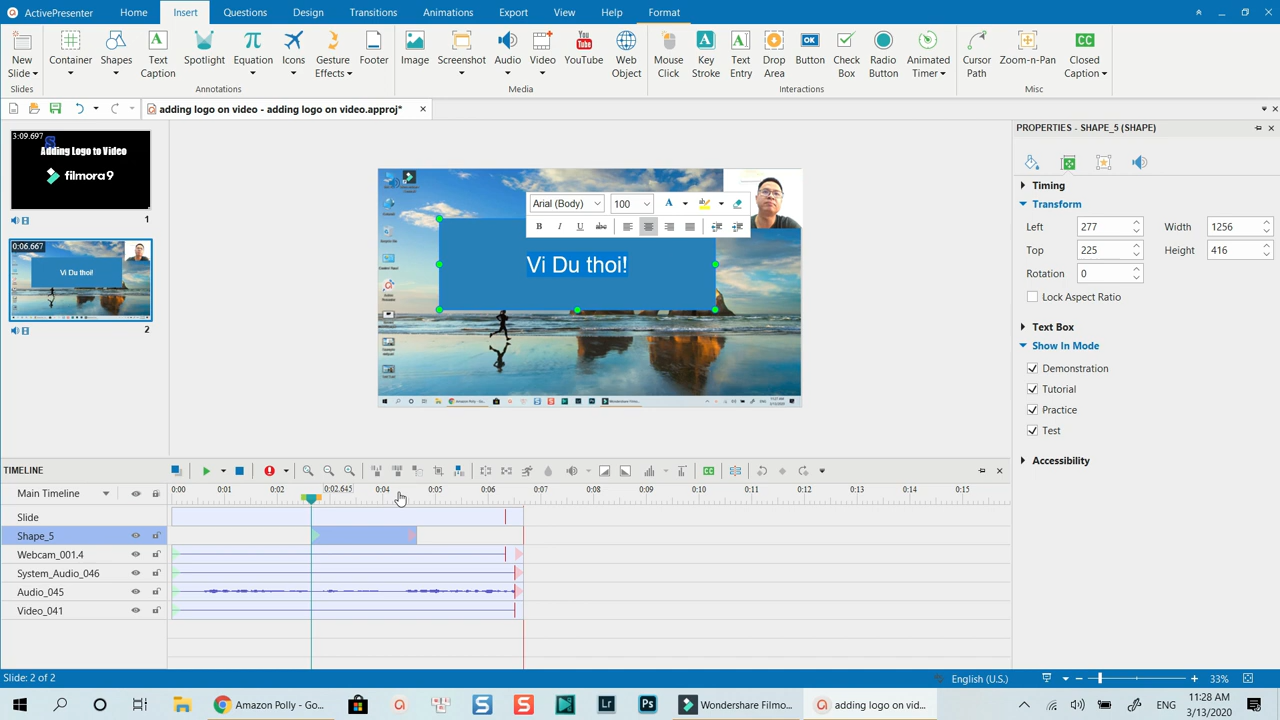 ActivePresenter
Home
Insert
Questions
Design
Transitions
Animations
Export
View
Help
Format
New Slide
Container
Shapes
Text Caption
Spotlight
Equation
Icons
Gesture Effects
Footer
Image
Screenshot
Audio
Video
YouTube
Web Object
Mouse Click
Key Stroke
Text Entry
Drop Area
Button
Check Box
Radio Button
Animated Timer
Cursor Path
Zoom-n-Pan
Closed Caption
Slides
Annotations
Media
Interactions
Misc
adding logo on video - adding logo on video.approj*
3:09.697
Adding Logo to Video
filmora9
1
0:06.667
Vi Du thoi!
2
Arial (Body)
100
Vi Du thoi!
PROPERTIES - SHAPE_5 (SHAPE)
Timing
Transform
Left 277 Width 1256
Top 225 Height 416
Rotation 0
Lock Aspect Ratio
Text Box
Show In Mode
Demonstration
Tutorial
Practice
Test
Accessibility
TIMELINE
Main Timeline
0:00 0:01 0:02 0:02.645 0:04 0:05 0:06 0:07 0:08 0:09 0:10 0:11 0:12 0:13 0:14 0:15
Slide
Shape_5
Webcam_001.4
System_Audio_046
Audio_045
Video_041
Slide: 2 of 2
English (U.S.)
33%
Amazon Polly - Go...
Wondershare Filmo...
adding logo on vid...
ENG
11:28 AM
3/13/2020